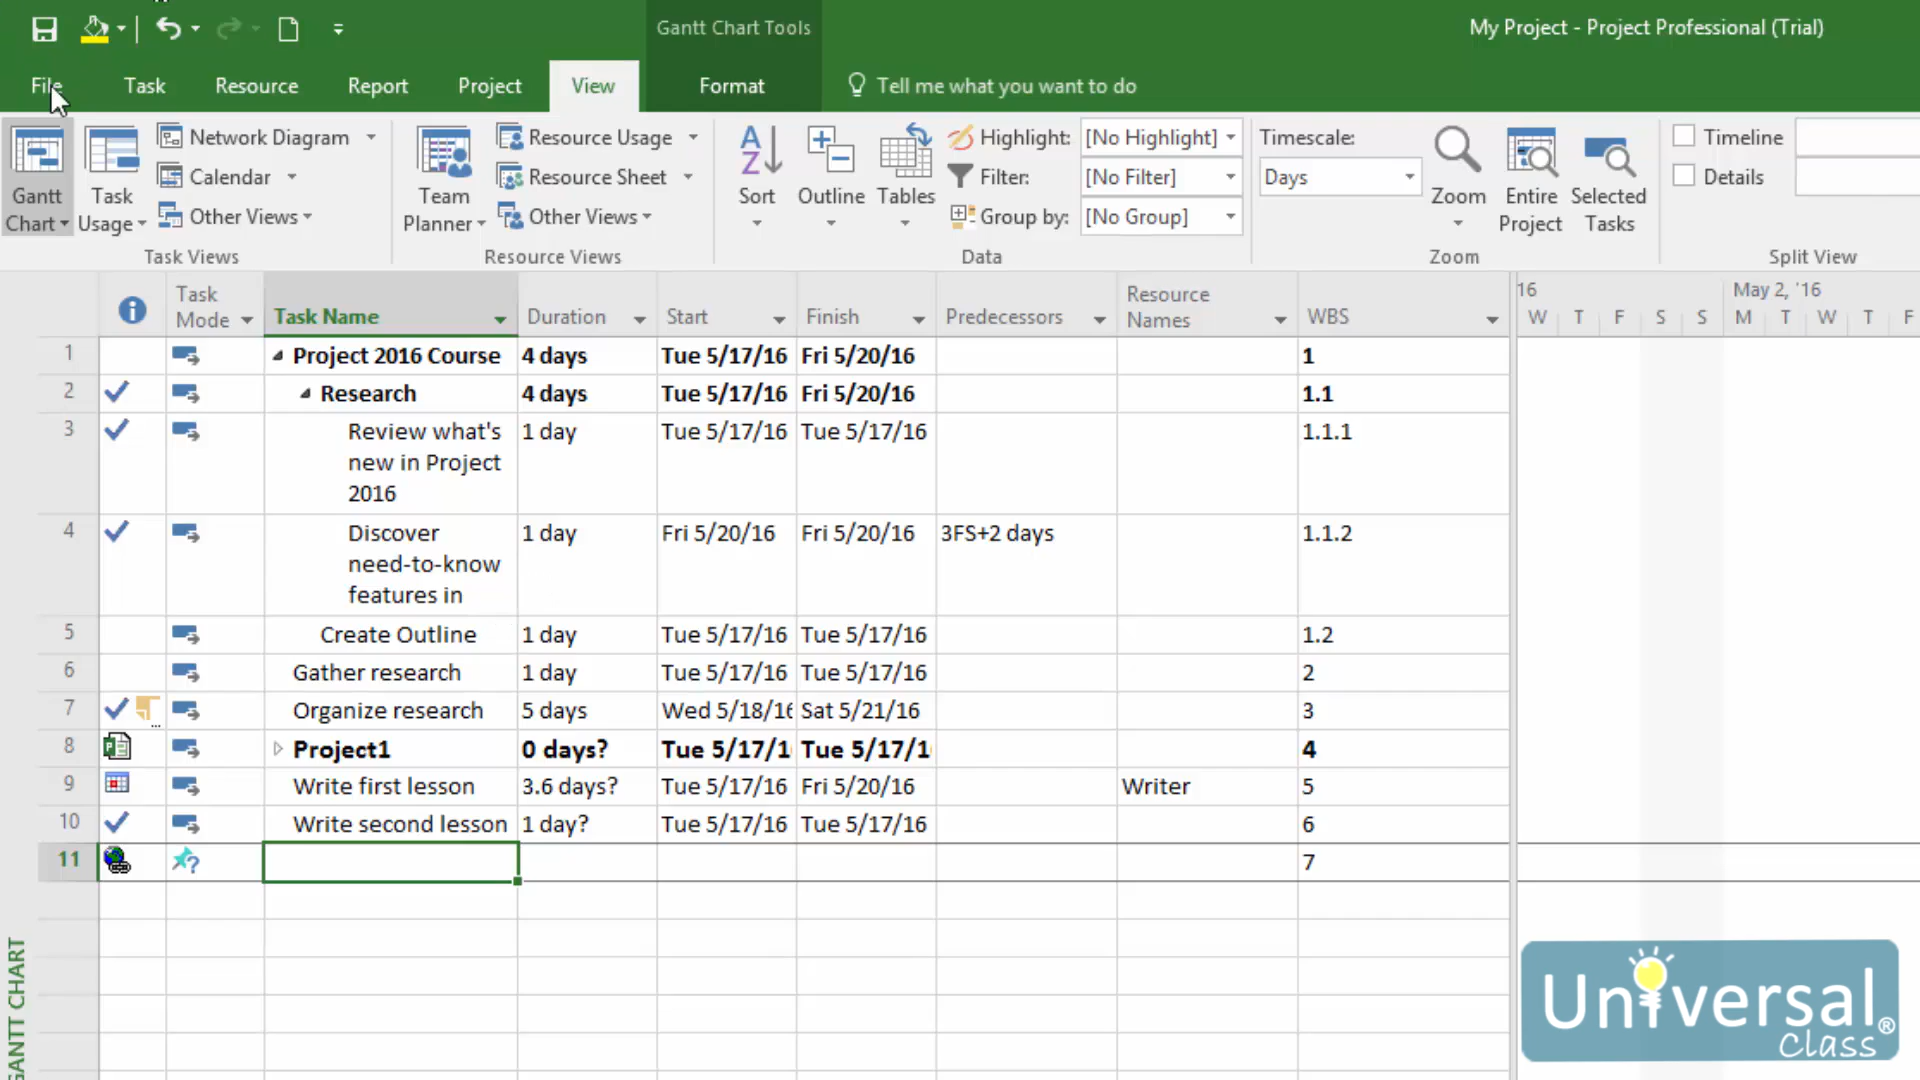 Gantt Chart Tools
My Project - Project Professional (Trial)
File Task Resource Report Project View Format Tell me what you want to do
Gantt Chart
Task Usage
Network Diagram
Calendar
Other Views
Task Views
Team Planner
Resource Usage
Resource Sheet
Other Views
Resource Views
Sort
Outline
Tables
Highlight: [No Highlight]
Filter: [No Filter]
Group by: [No Group]
Data
Timescale:
Days
Zoom
Entire Project
Selected Tasks
Zoom
Timeline
Details
Split View
Task Mode Task Name Duration Start Finish Predecessors Resource Names WBS
16 May 2, '16
W T F S S M T W T F
1 Project 2016 Course 4 days Tue 5/17/16 Fri 5/20/16 1
2 Research 4 days Tue 5/17/16 Fri 5/20/16 1.1
3 Review what's 1 day Tue 5/17/16 Tue 5/17/16 1.1.1
new in Project
2016
4 Discover 1 day Fri 5/20/16 Fri 5/20/16 3FS+2 days 1.1.2
need-to-know
features in
5 Create Outline 1 day Tue 5/17/16 Tue 5/17/16 1.2
6 Gather research 1 day Tue 5/17/16 Tue 5/17/16 2
7 Organize research 5 days Wed 5/18/16 Sat 5/21/16 3
8 Project1 0 days? Tue 5/17/1 Tue 5/17/1 4
9 Write first lesson 3.6 days? Tue 5/17/16 Fri 5/20/16 Writer 5
10 Write second lesson 1 day? Tue 5/17/16 Tue 5/17/16 6
11 7
GANTT CHART
Universal®
Class